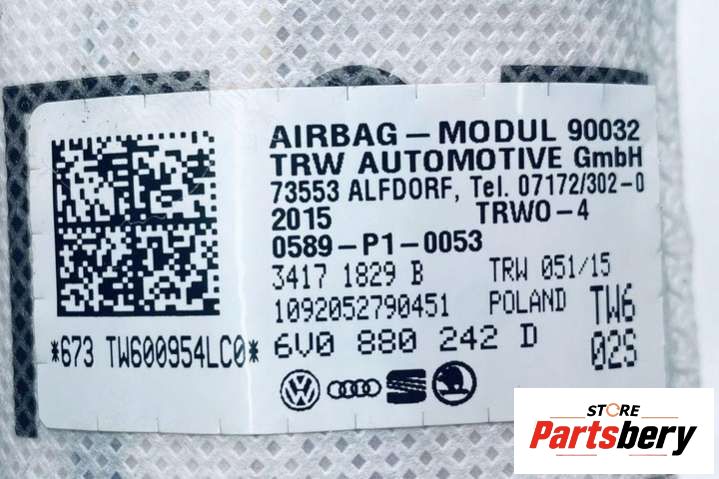 AIRBAG – MODUL 90032
TRW AUTOMOTIVE GmbH
73553 ALFDORF, Tel. 07172/302-0
2015 TRWO-4
0589-P1-0053
3417 1829 B TRW 051/15
1092052790451 POLAND TW6
*673 TW600954LC0* 6V0 880 242 D 02S
STORE
Partsbery